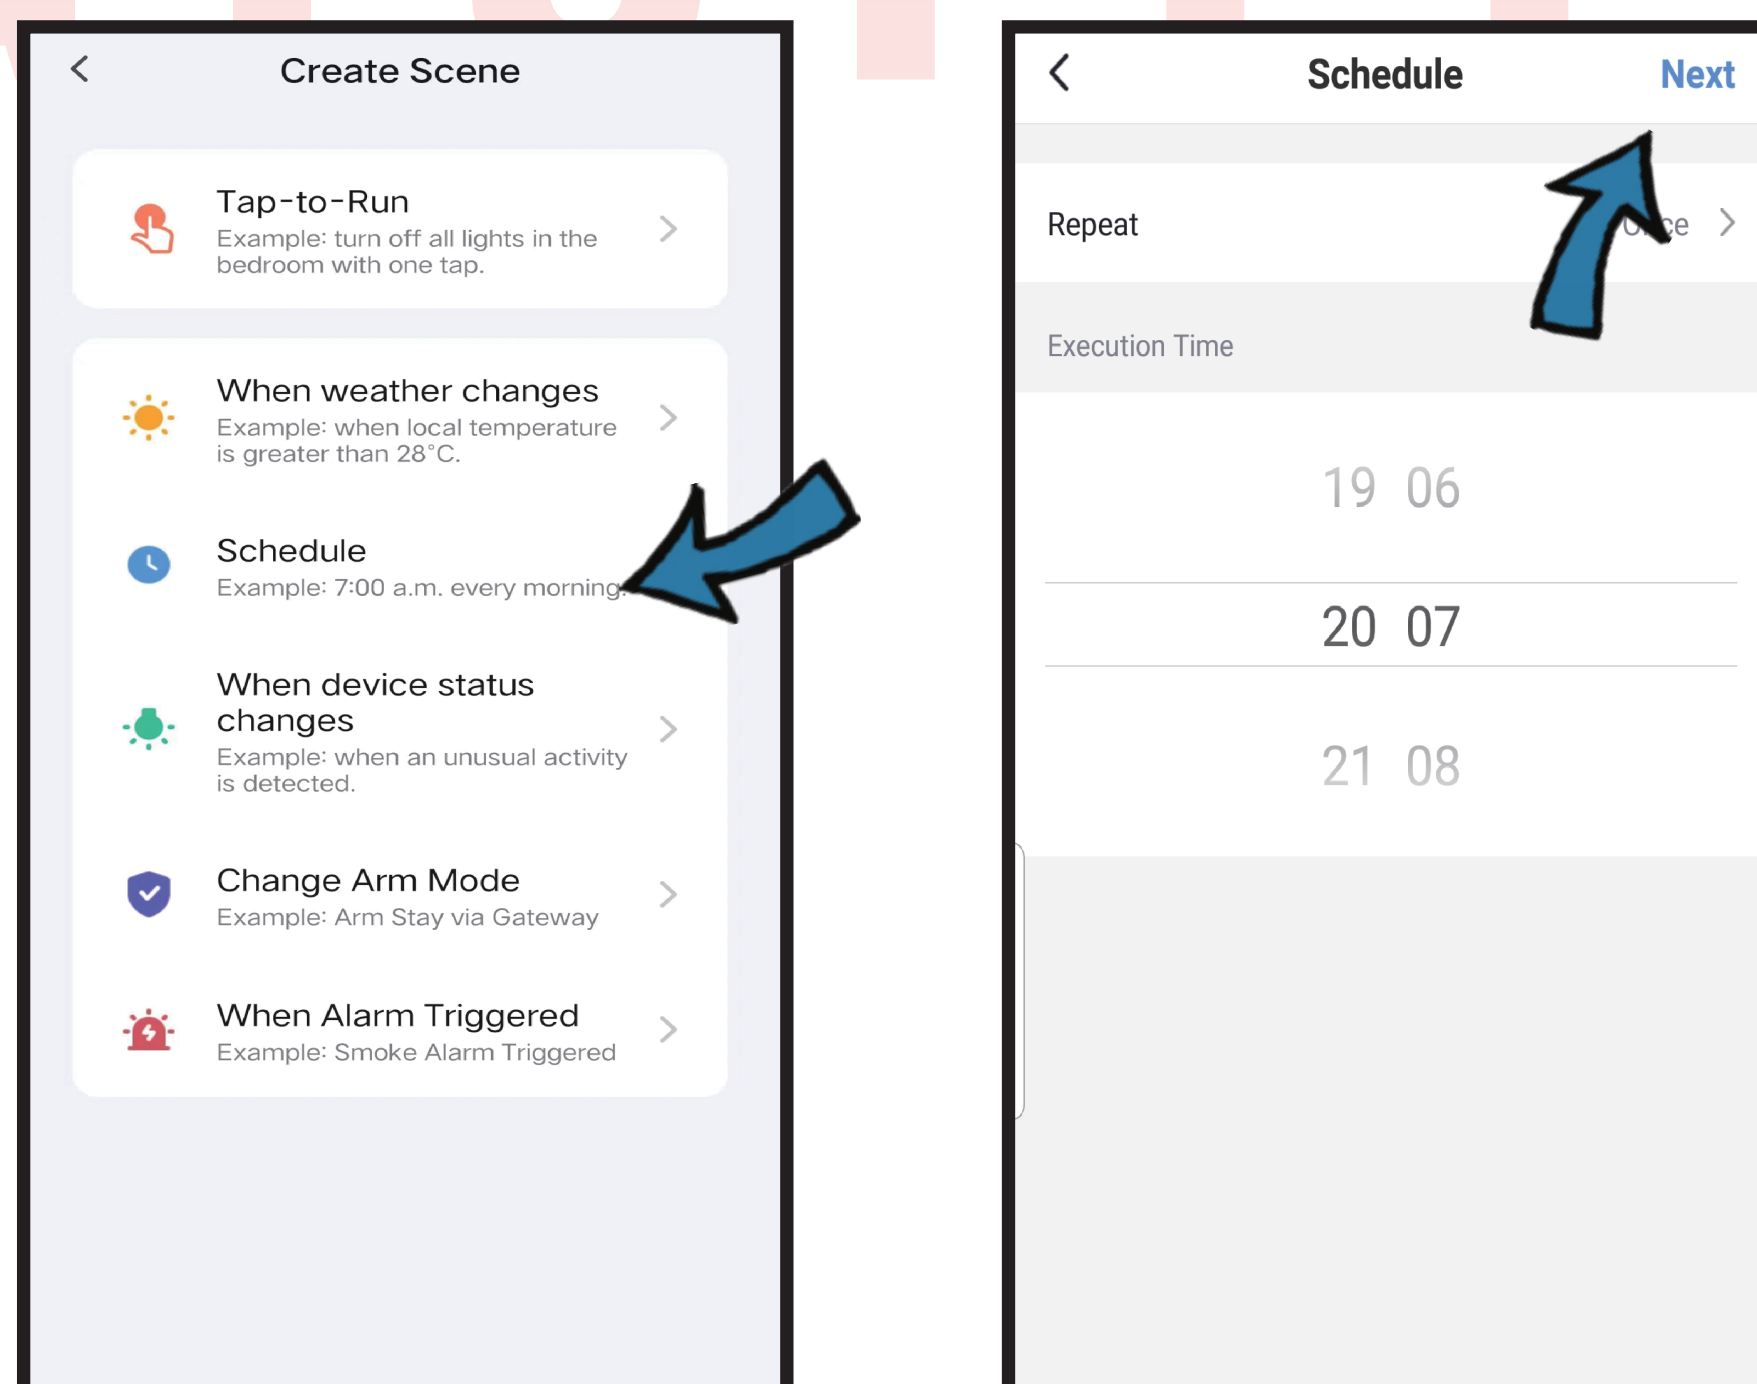 Create Scene
Tap-to-Run
Example: turn off all lights in the
bedroom with one tap.
When weather changes
Example: when local temperature
is greater than 28°C.
Schedule
Example: 7:00 a.m. every morning.
When device status
changes
Example: when an unusual activity
is detected.
Change Arm Mode
Example: Arm Stay via Gateway
When Alarm Triggered
Example: Smoke Alarm Triggered
Schedule
Next
Repeat
Execution Time
19 06
20 07
21 08